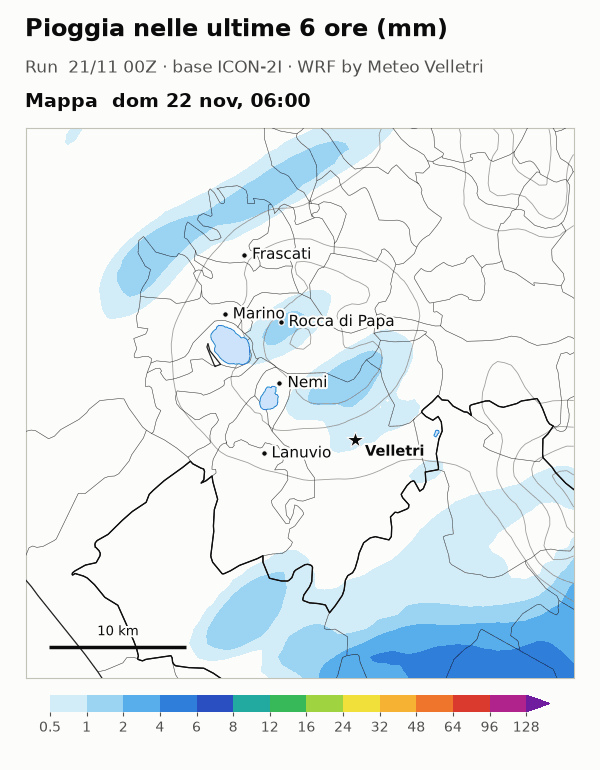 Pioggia nelle ultime 6 ore (mm)
Run 21/11 00Z · base ICON-2I · WRF by Meteo Velletri
Mappa dom 22 nov, 06:00
Frascati
Marino
Rocca di Papa
Nemi
Velletri
Lanuvio
10 km
0.5 1 2 4 6 8 12 16 24 32 48 64 96 128